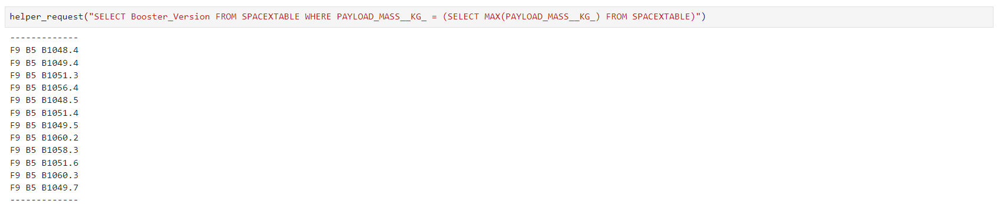 helper_request("SELECT Booster_Version FROM SPACEXTABLE WHERE PAYLOAD_MASS__KG_ = (SELECT MAX(PAYLOAD_MASS__KG_) FROM SPACEXTABLE)")
-------------
F9 B5 B1048.4
F9 B5 B1049.4
F9 B5 B1051.3
F9 B5 B1056.4
F9 B5 B1048.5
F9 B5 B1051.4
F9 B5 B1049.5
F9 B5 B1060.2
F9 B5 B1058.3
F9 B5 B1051.6
F9 B5 B1060.3
F9 B5 B1049.7
-------------